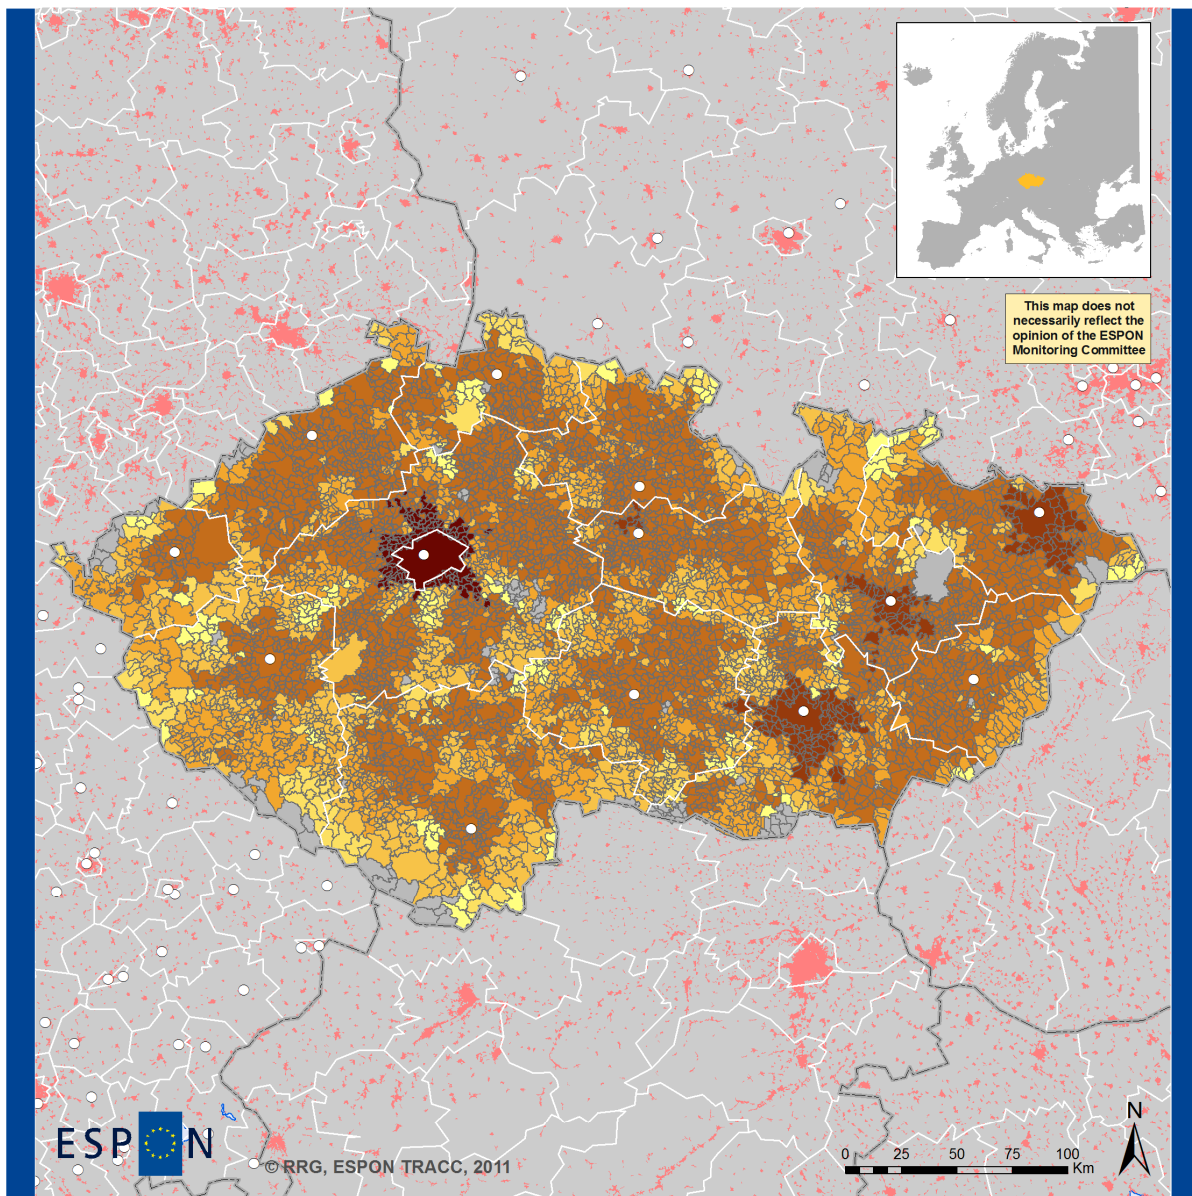 This map does not
necessarily reflect the
opinion of the ESPON
Monitoring Committee
ESPON
© RRG, ESPON TRACC, 2011
N
0 25 50 75 100
Km